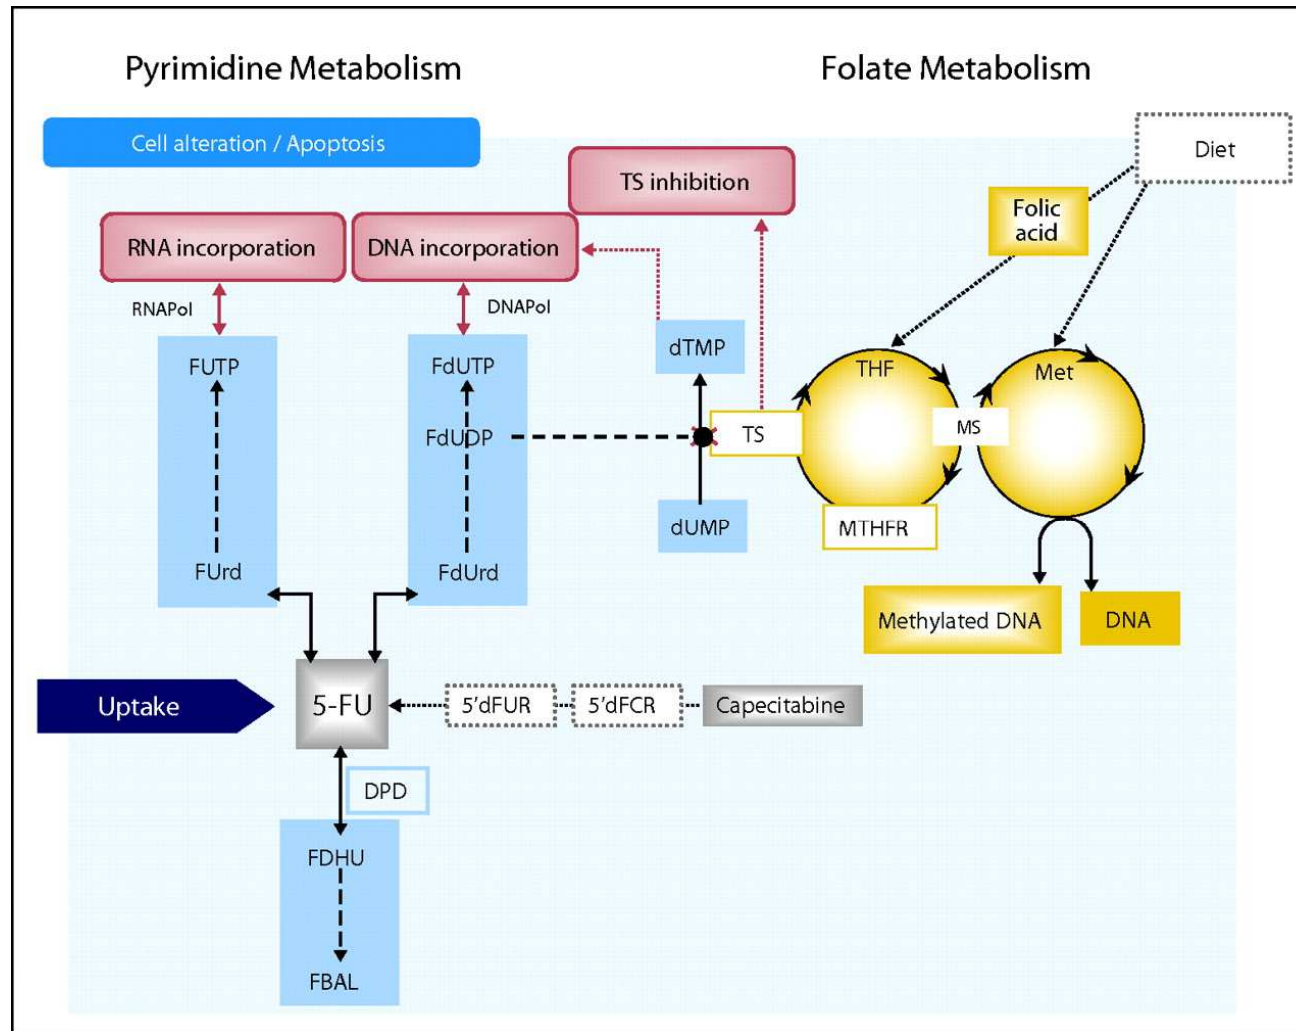 Pyrimidine Metabolism
Folate Metabolism
Cell alteration / Apoptosis
Diet
TS inhibition
Folic
acid
RNA incorporation
DNA incorporation
RNAPol
DNAPol
FUTP
FdUTP
dTMP
THF
Met
FdUDP
TS
MS
dUMP
MTHFR
FUrd
FdUrd
Methylated DNA
DNA
Uptake
5-FU
5'dFUR
5'dFCR
Capecitabine
DPD
FDHU
FBAL